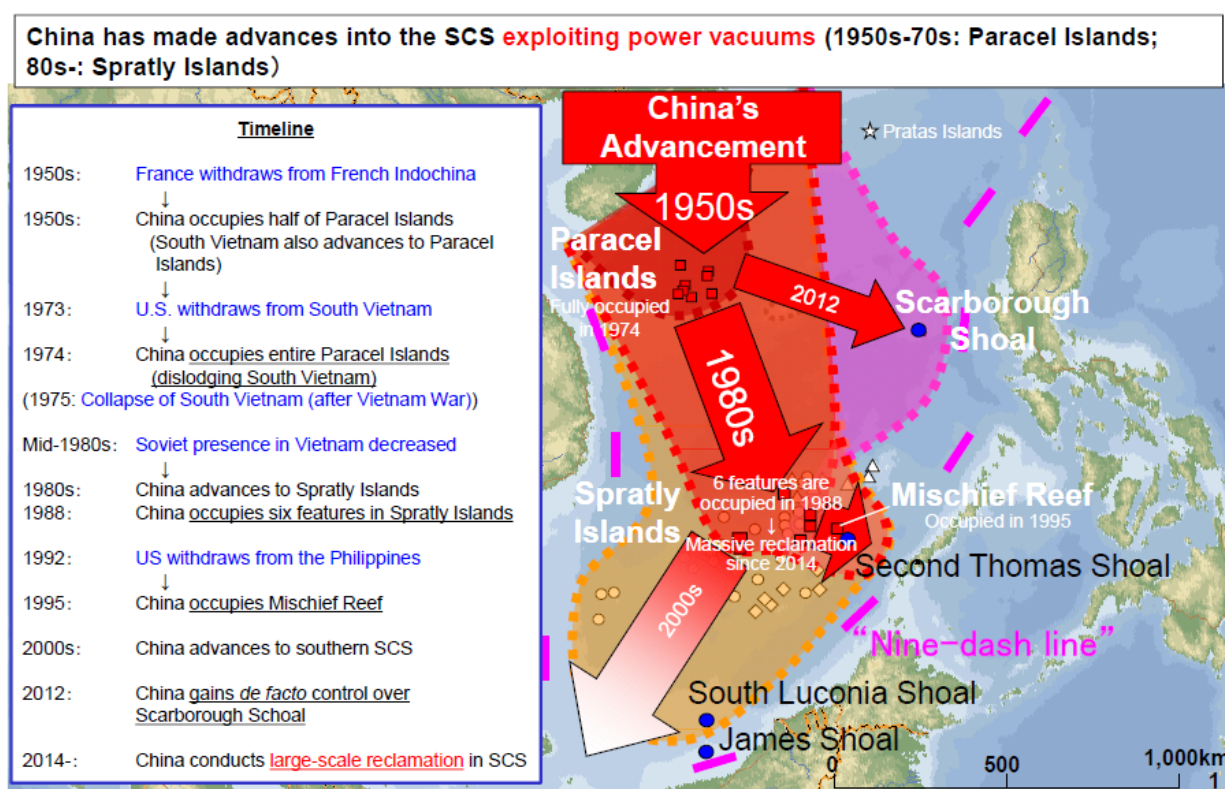 China has made advances into the SCS exploiting power vacuums (1950s-70s: Paracel Islands;
80s-: Spratly Islands)
Timeline
1950s: France withdraws from French Indochina
↓
1950s: China occupies half of Paracel Islands
(South Vietnam also advances to Paracel
Islands)
↓
1973: U.S. withdraws from South Vietnam
↓
1974: China occupies entire Paracel Islands
(dislodging South Vietnam)
(1975: Collapse of South Vietnam (after Vietnam War))
Mid-1980s: Soviet presence in Vietnam decreased
↓
1980s: China advances to Spratly Islands
1988: China occupies six features in Spratly Islands
1992: US withdraws from the Philippines
↓
1995: China occupies Mischief Reef
2000s: China advances to southern SCS
2012: China gains de facto control over
Scarborough Schoal
2014-: China conducts large-scale reclamation in SCS
China's
Advancement
1950s
Pratas Islands
Paracel
Islands
Fully occupied
in 1974
2012
Scarborough
Shoal
1980s
6 features are
occupied in 1988
↓
Massive reclamation
since 2014
Spratly
Islands
Mischief Reef
Occupied in 1995
Second Thomas Shoal
2000s
"Nine-dash line"
South Luconia Shoal
James Shoal
0 500 1,000km
1